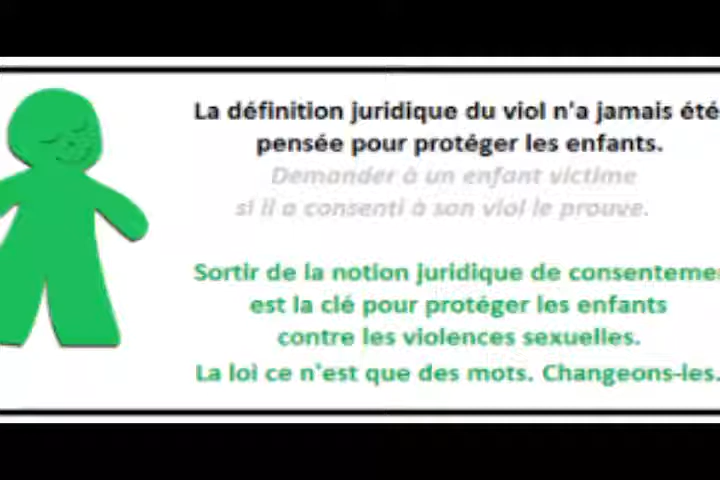 La définition juridique du viol n'a jamais été
pensée pour protéger les enfants.
Demander à un enfant victime
si il a consenti à son viol le prouve.
Sortir de la notion juridique de consenteme
est la clé pour protéger les enfants
contre les violences sexuelles.
La loi ce n'est que des mots. Changeons-les.